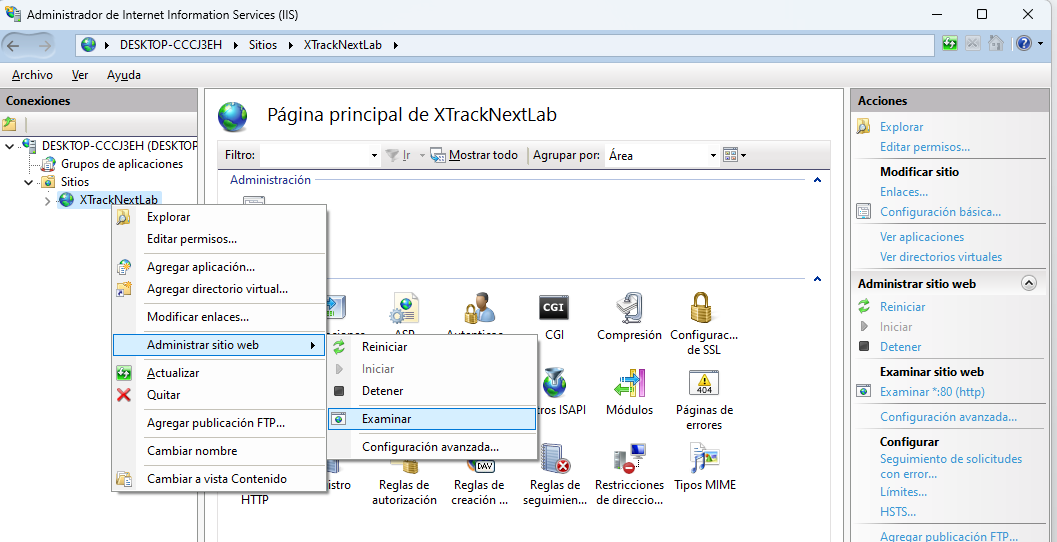 Administrador de Internet Information Services (IIS)
DESKTOP-CCCJ3EH
Sitios
XTrackNextLab
Archivo
Ver
Ayuda
Conexiones
DESKTOP-CCCJ3EH (DESKTOP
Grupos de aplicaciones
Sitios
XTrackNextLab
Explorar
Editar permisos...
Agregar aplicación...
Agregar directorio virtual...
Modificar enlaces...
Administrar sitio web
Actualizar
Quitar
Agregar publicación FTP...
Cambiar nombre
Cambiar a vista Contenido
Reiniciar
Iniciar
Detener
Examinar
Configuración avanzada...
Página principal de XTrackNextLab
Filtro:
Ir
Mostrar todo
Agrupar por:
Área
Administración
ASP
CGI
CGI
Compresión
Configurac...
de SSL
ISAPI
Módulos
404
Páginas de
errores
HTTP
Reglas de
autorización
DAV
Reglas de
creación ...
Reglas de
seguimien...
Restricciones
de direccio...
Tipos MIME
Acciones
Explorar
Editar permisos...
Modificar sitio
Enlaces...
Configuración básica...
Ver aplicaciones
Ver directorios virtuales
Administrar sitio web
Reiniciar
Iniciar
Detener
Examinar sitio web
Examinar *:80 (http)
Configuración avanzada...
Configurar
Seguimiento de solicitudes
con error...
Límites...
HSTS...
Agregar publicación FTP...